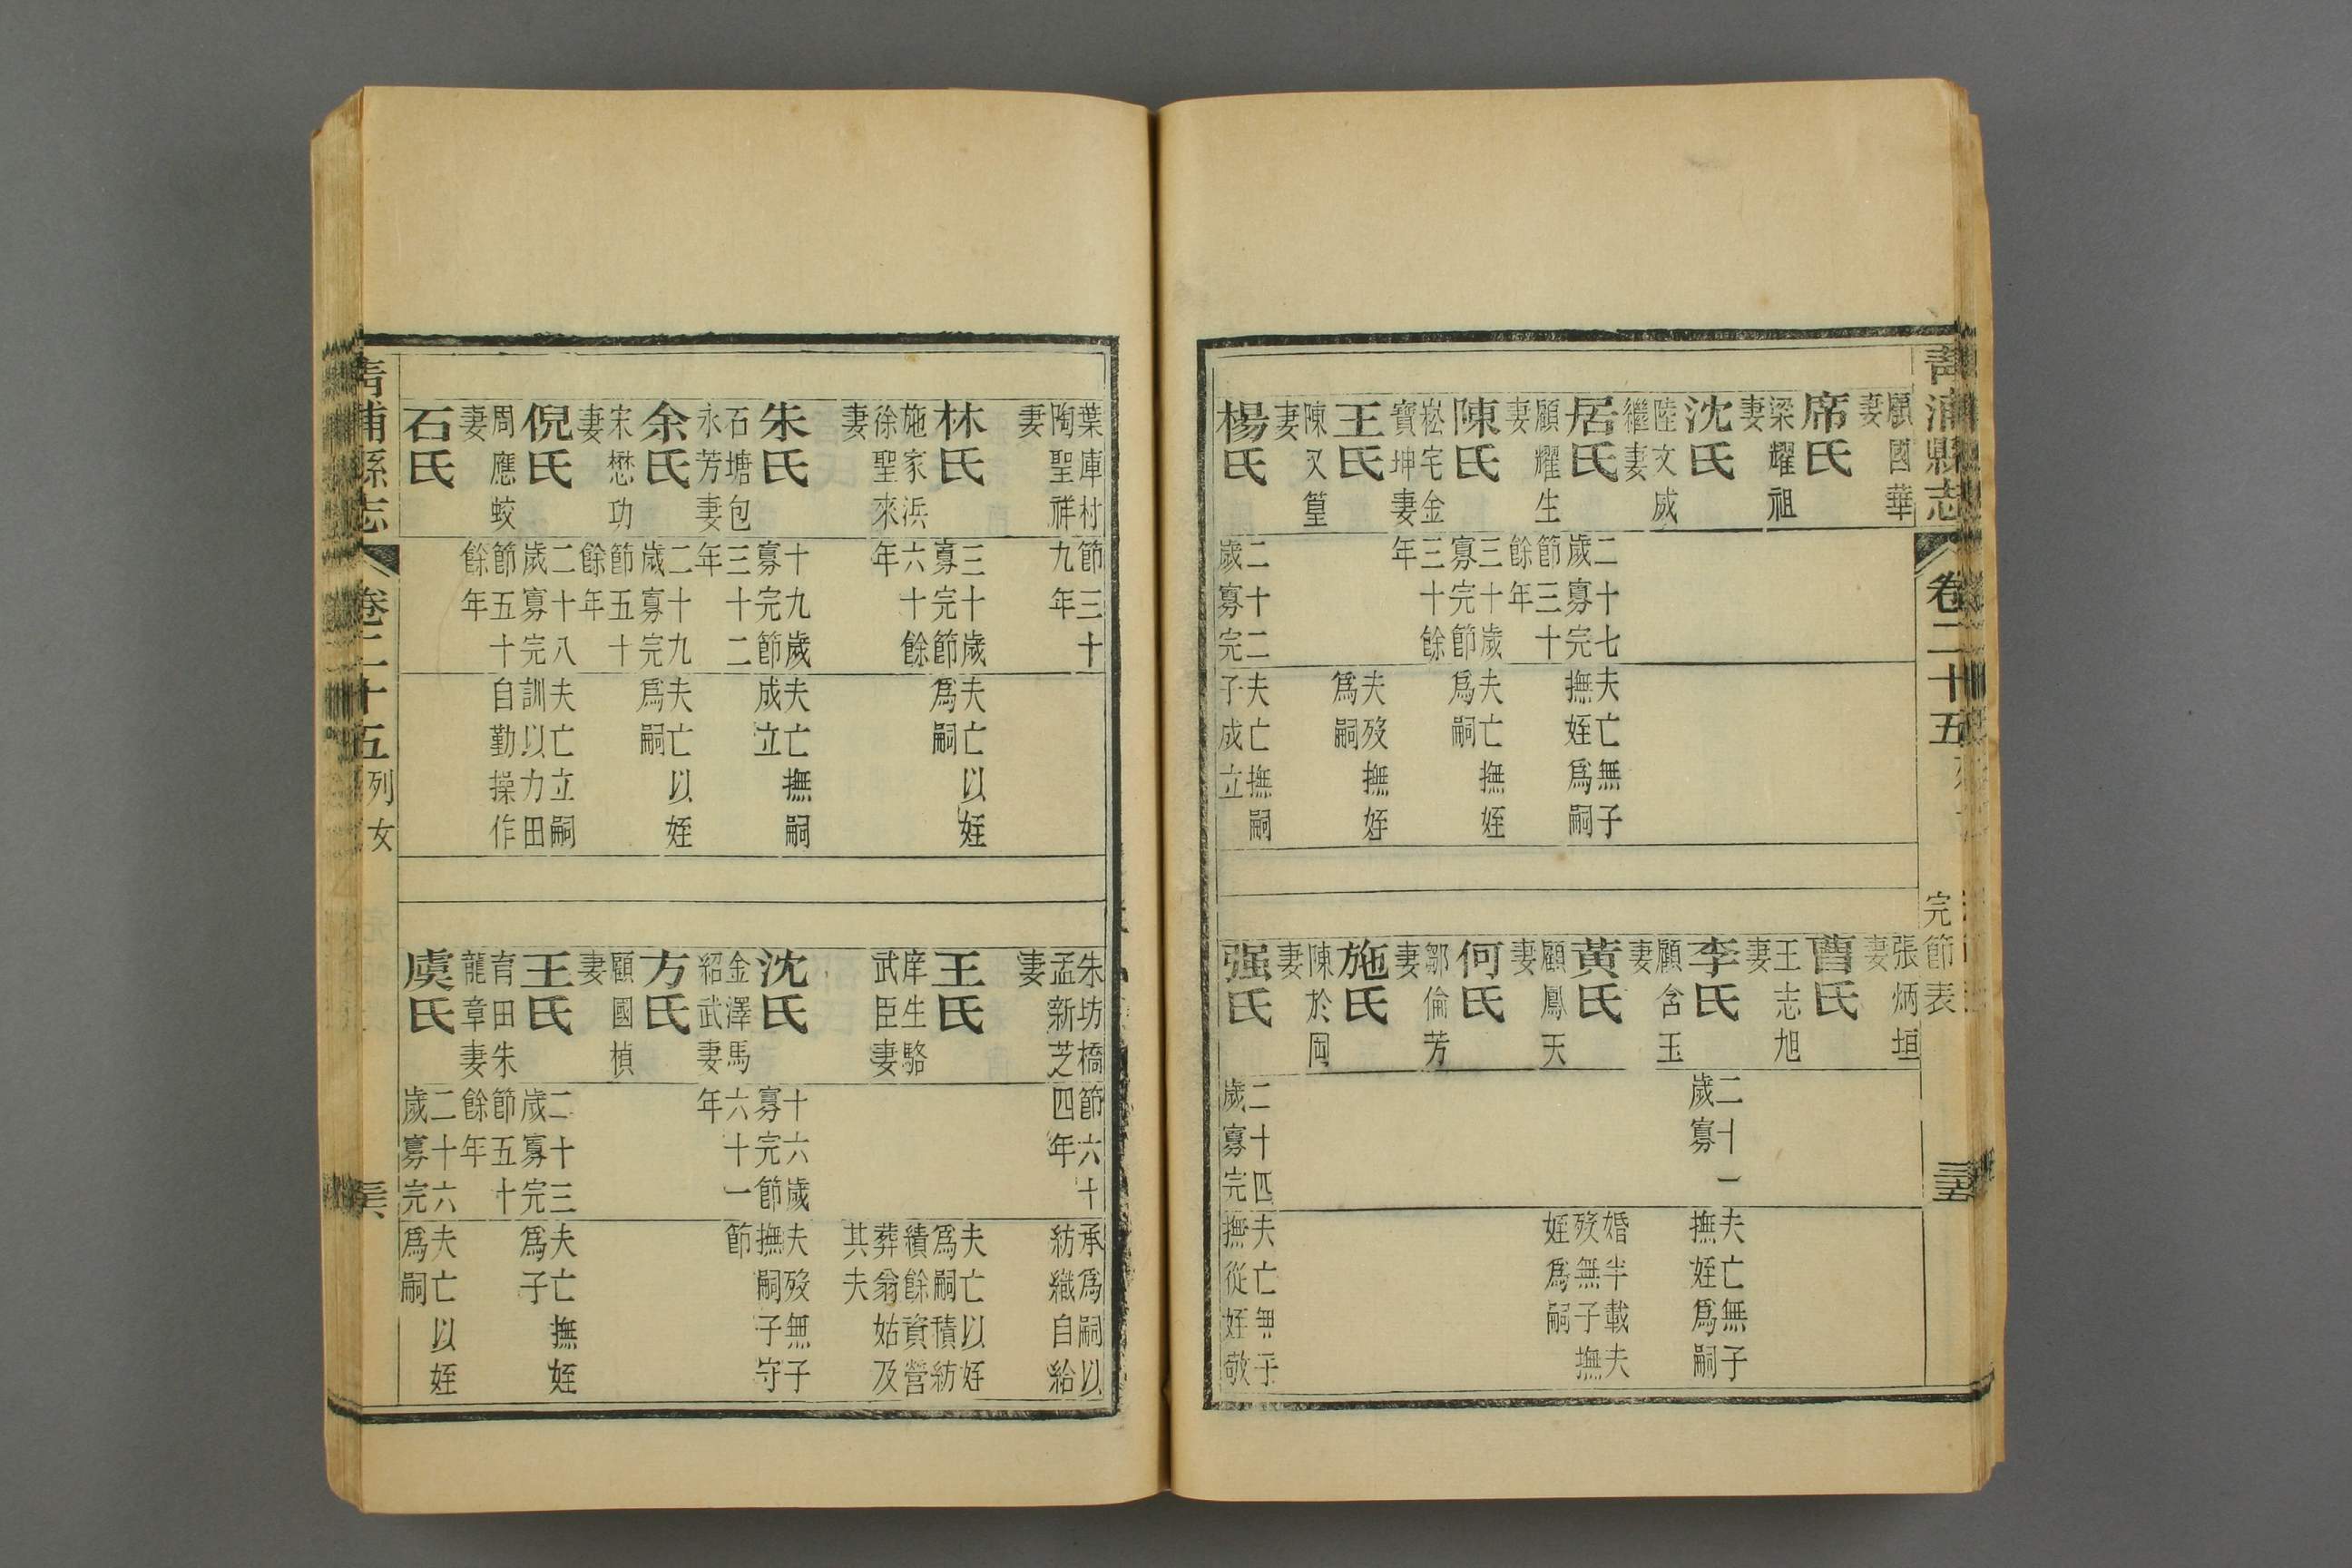 青浦縣志 卷二十五
完節表
三十五
顧國華妻
席氏
梁耀祖妻
沈氏
陸文成繼妻
居氏 二十七歲寡完 夫亡無子撫姪爲嗣
顧耀生妻 節三十餘年
陳氏 三十歲寡完節 夫亡撫姪爲嗣
崧宅金寶坤妻 三十餘年
王氏 夫歿撫姪爲嗣
陳又篁妻
楊氏 二十二歲寡完 夫亡撫嗣子成立
張炳垣妻
曹氏
王志旭妻
李氏 二十一歲寡 夫亡無子撫姪爲嗣
顧含玉妻
黃氏 婚半載夫歿無子撫姪爲嗣
顧鳳天妻
何氏
鄒倫芳妻
施氏
陳於岡妻
强氏 二十四歲寡完 夫亡無子撫從姪敬
葉庫村陶聖祥妻 節三十九年
林氏 三十歲寡完節 夫亡以姪爲嗣
施家浜徐聖來妻 六十餘年
朱氏 十九歲寡完節 夫亡撫嗣成立
石塘包永芳妻 三十二年
余氏 二十九歲寡完 夫亡以姪爲嗣
宋懋功妻 節五十餘年
倪氏 二十八歲寡完 夫亡立嗣訓以力田
周應蛟妻 節五十餘年 自勤操作
石氏
朱坊橋孟新芝妻 節六十四年 承爲嗣以紡織自給
王氏 夫亡以姪爲嗣積紡績餘資營葬翁姑及其夫
庠生駱武臣妻
沈氏 十六歲寡完節 夫歿無子撫嗣子守節
金澤馬紹武妻 六十一年
方氏
顧國楨妻
王氏 二十三歲寡完 夫亡撫姪爲子
育田朱龍章妻 節五十餘年
虞氏 二十六歲寡完 夫亡以姪爲嗣
青浦縣志 卷二十五 列女
三十六